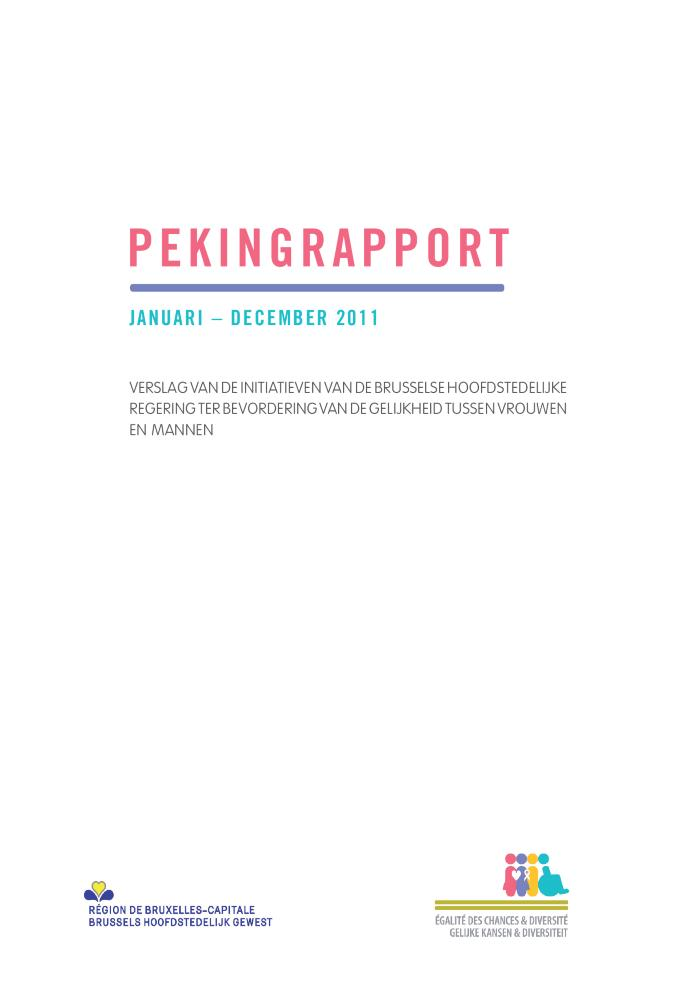 PEKINGRAPPORT
JANUARI – DECEMBER 2011
VERSLAG VAN DE INITIATIEVEN VAN DE BRUSSELSE HOOFDSTEDELIJKE
REGERING TER BEVORDERING VAN DE GELIJKHEID TUSSEN VROUWEN
EN MANNEN
RÉGION DE BRUXELLES-CAPITALE
BRUSSELS HOOFDSTEDELIJK GEWEST
ÉGALITÉ DES CHANCES & DIVERSITÉ
GELIJKE KANSEN & DIVERSITEIT